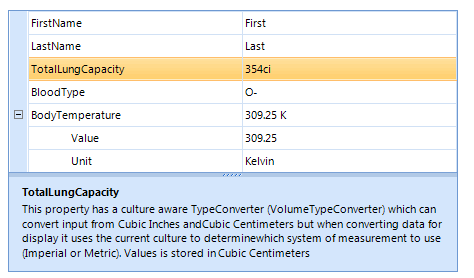 FirstName First
LastName Last
TotalLungCapacity 354ci
BloodType O-
BodyTemperature 309.25 K
Value 309.25
Unit Kelvin
TotalLungCapacity
This property has a culture aware TypeConverter (VolumeTypeConverter) which can
convert input from Cubic Inches andCubic Centimeters but when converting data for
display it uses the current culture to determinewhich system of measurement to use
(Imperial or Metric). Values is stored in Cubic Centimeters